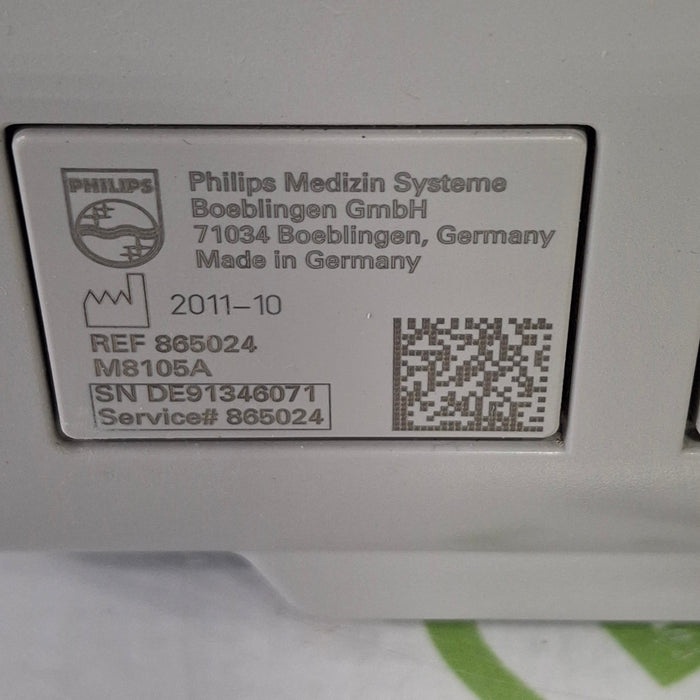 PHILIPS
Philips Medizin Systeme
Boeblingen GmbH
71034 Boeblingen, Germany
Made in Germany
2011-10
REF 865024
M8105A
SN DE91346071
Service# 865024